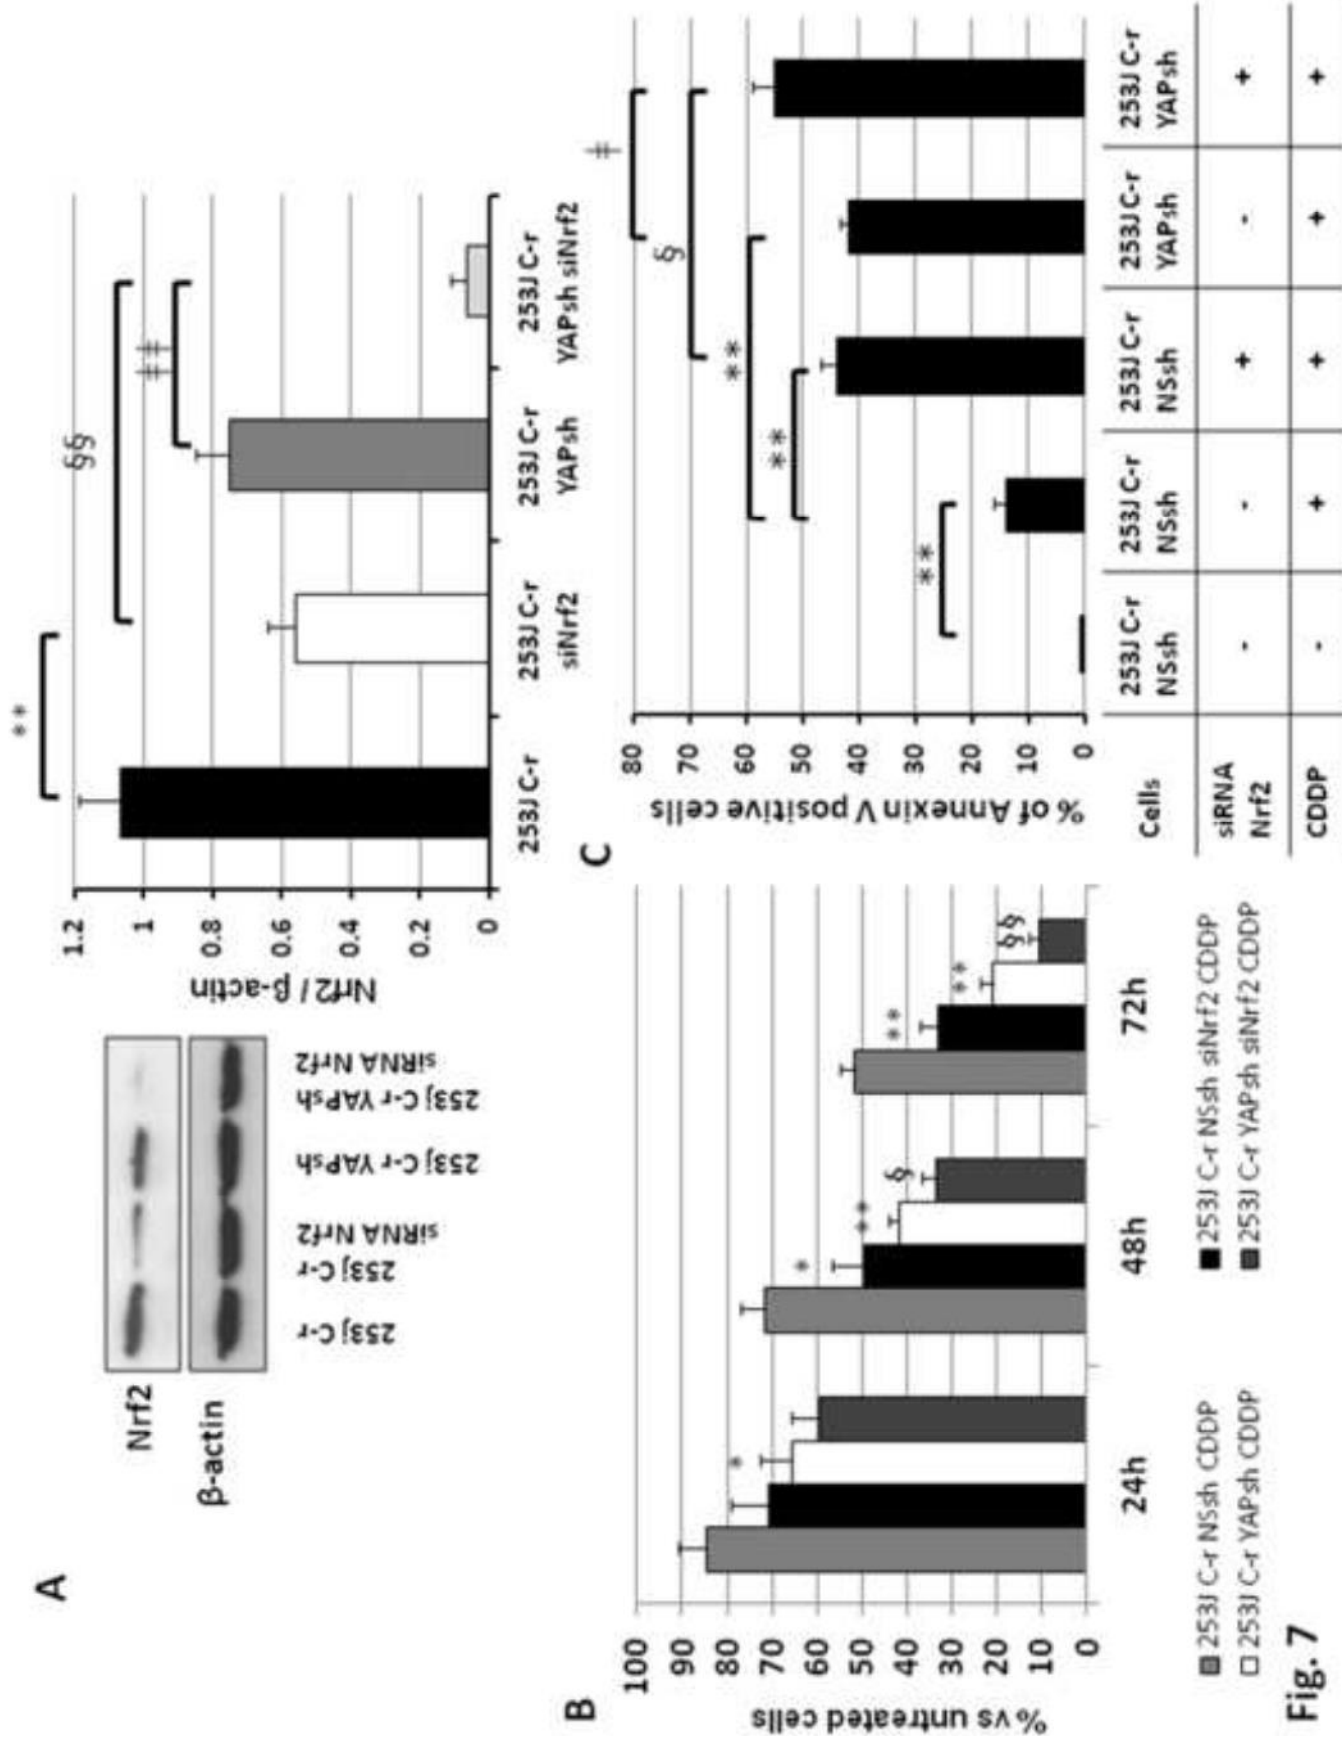 A
Nrf2
β-actin
253j C-r
253j C-r
siRNA Nrf2
253j C-r YAPsh
253j C-r YAPsh
siRNA Nrf2
Nrf2 / β-actin
1.2
1
0.8
0.6
0.4
0.2
0
**
§§
ǂǂ
253J C-r
253J C-r
siNrf2
253J C-r
YAPsh
253J C-r
YAPsh siNrf2
B
% vs untreated cells
100
90
80
70
60
50
40
30
20
10
0
*
*
**
§
**
**
§§
24h
48h
72h
253J C-r NSsh CDDP
253J C-r NSsh siNrf2 CDDP
253J C-r YAPsh CDDP
253J C-r YAPsh siNrf2 CDDP
C
% of Annexin V positive cells
80
70
60
50
40
30
20
10
0
**
**
**
§
ǂ
Cells
253J C-r
NSsh
253J C-r
NSsh
253J C-r
NSsh
253J C-r
YAPsh
253J C-r
YAPsh
siRNA
Nrf2
- - + - +
CDDP
- + + + +
Fig. 7